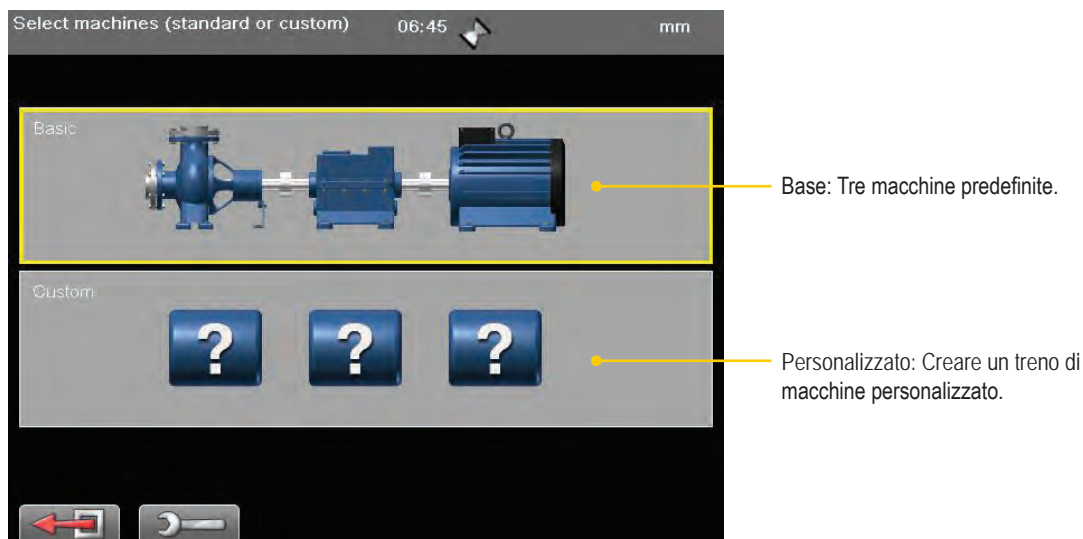 Select machines (standard or custom) 06:45 mm
Basic
Base: Tre macchine predefinite.
Custom
? ? ?
Personalizzato: Creare un treno di
macchine personalizzato.